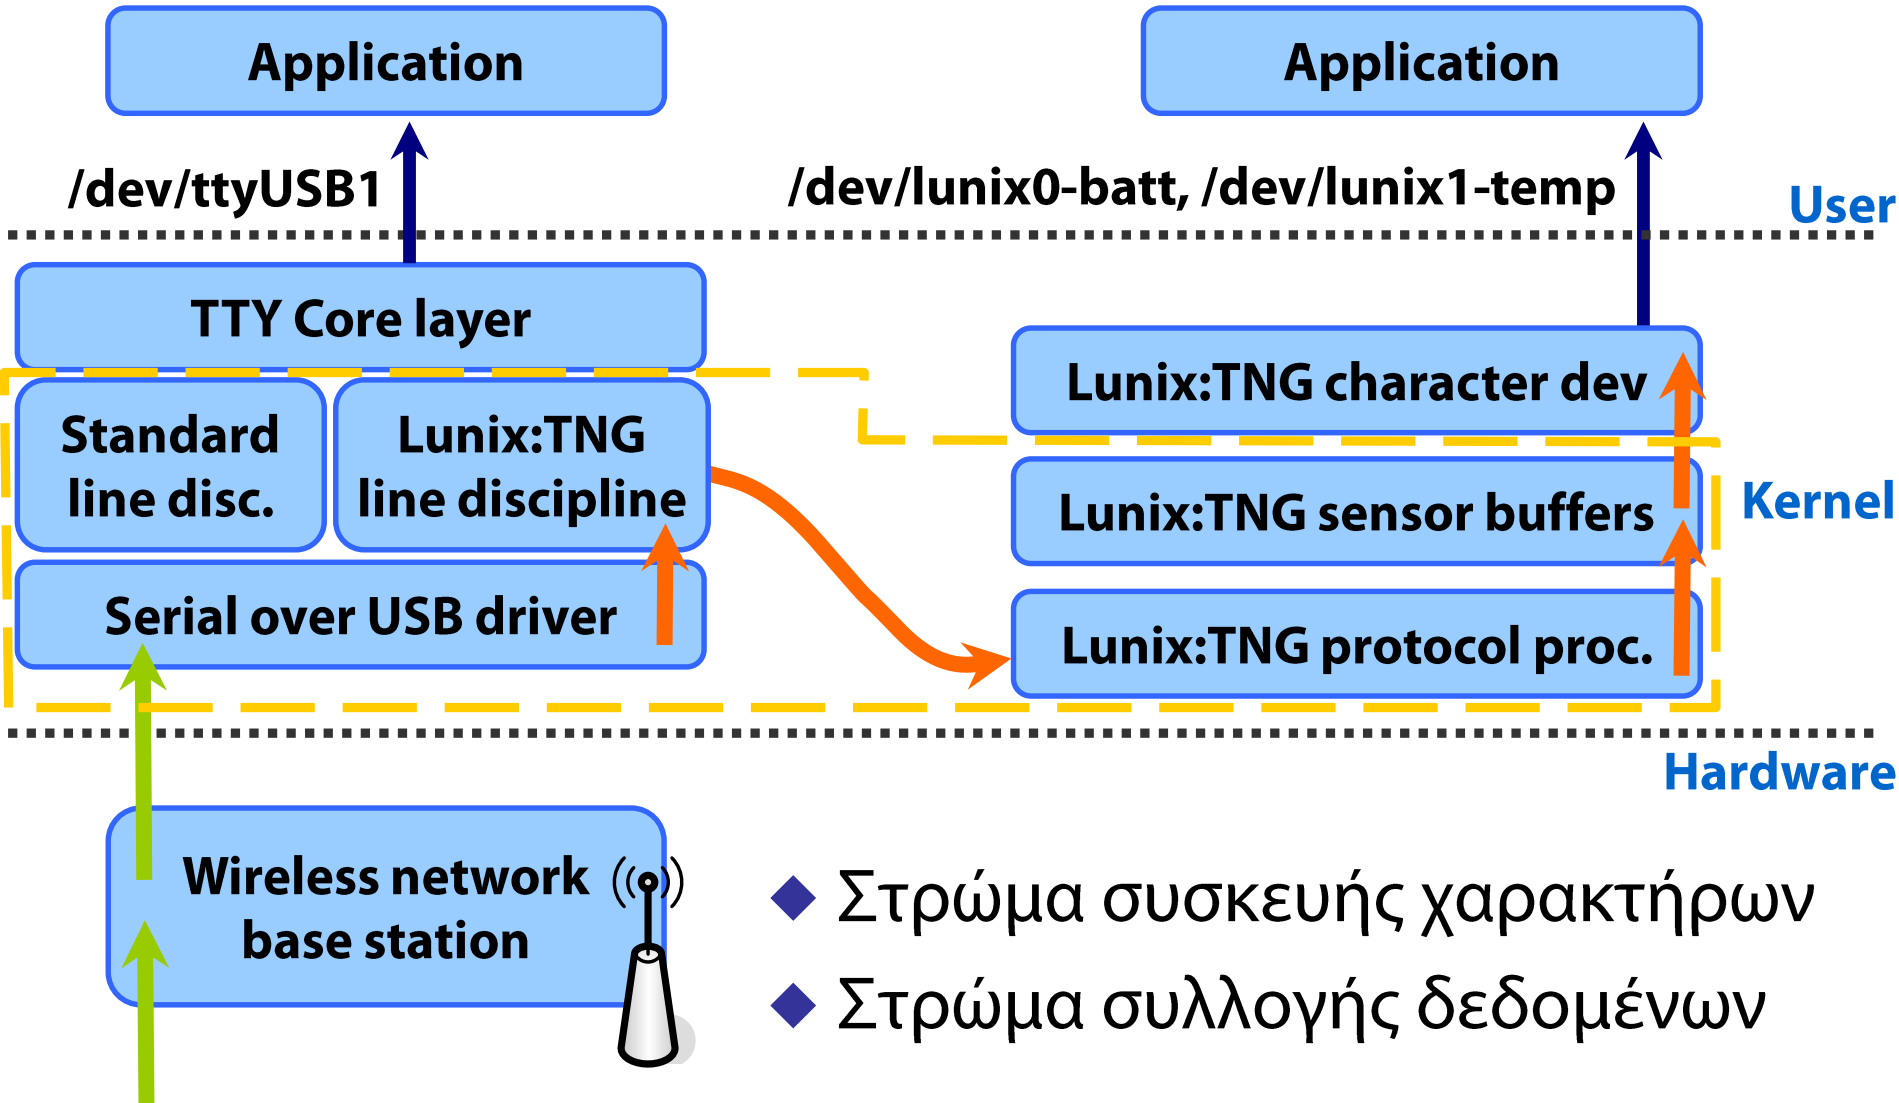 Application
Application
/dev/ttyUSB1
/dev/lunix0-batt, /dev/lunix1-temp
User
TTY Core layer
Lunix:TNG character dev
Standard
line disc.
Lunix:TNG
line discipline
Lunix:TNG sensor buffers
Kernel
Serial over USB driver
Lunix:TNG protocol proc.
Hardware
Wireless network
base station
Στρώμα συσκευής χαρακτήρων
Στρώμα συλλογής δεδομένων